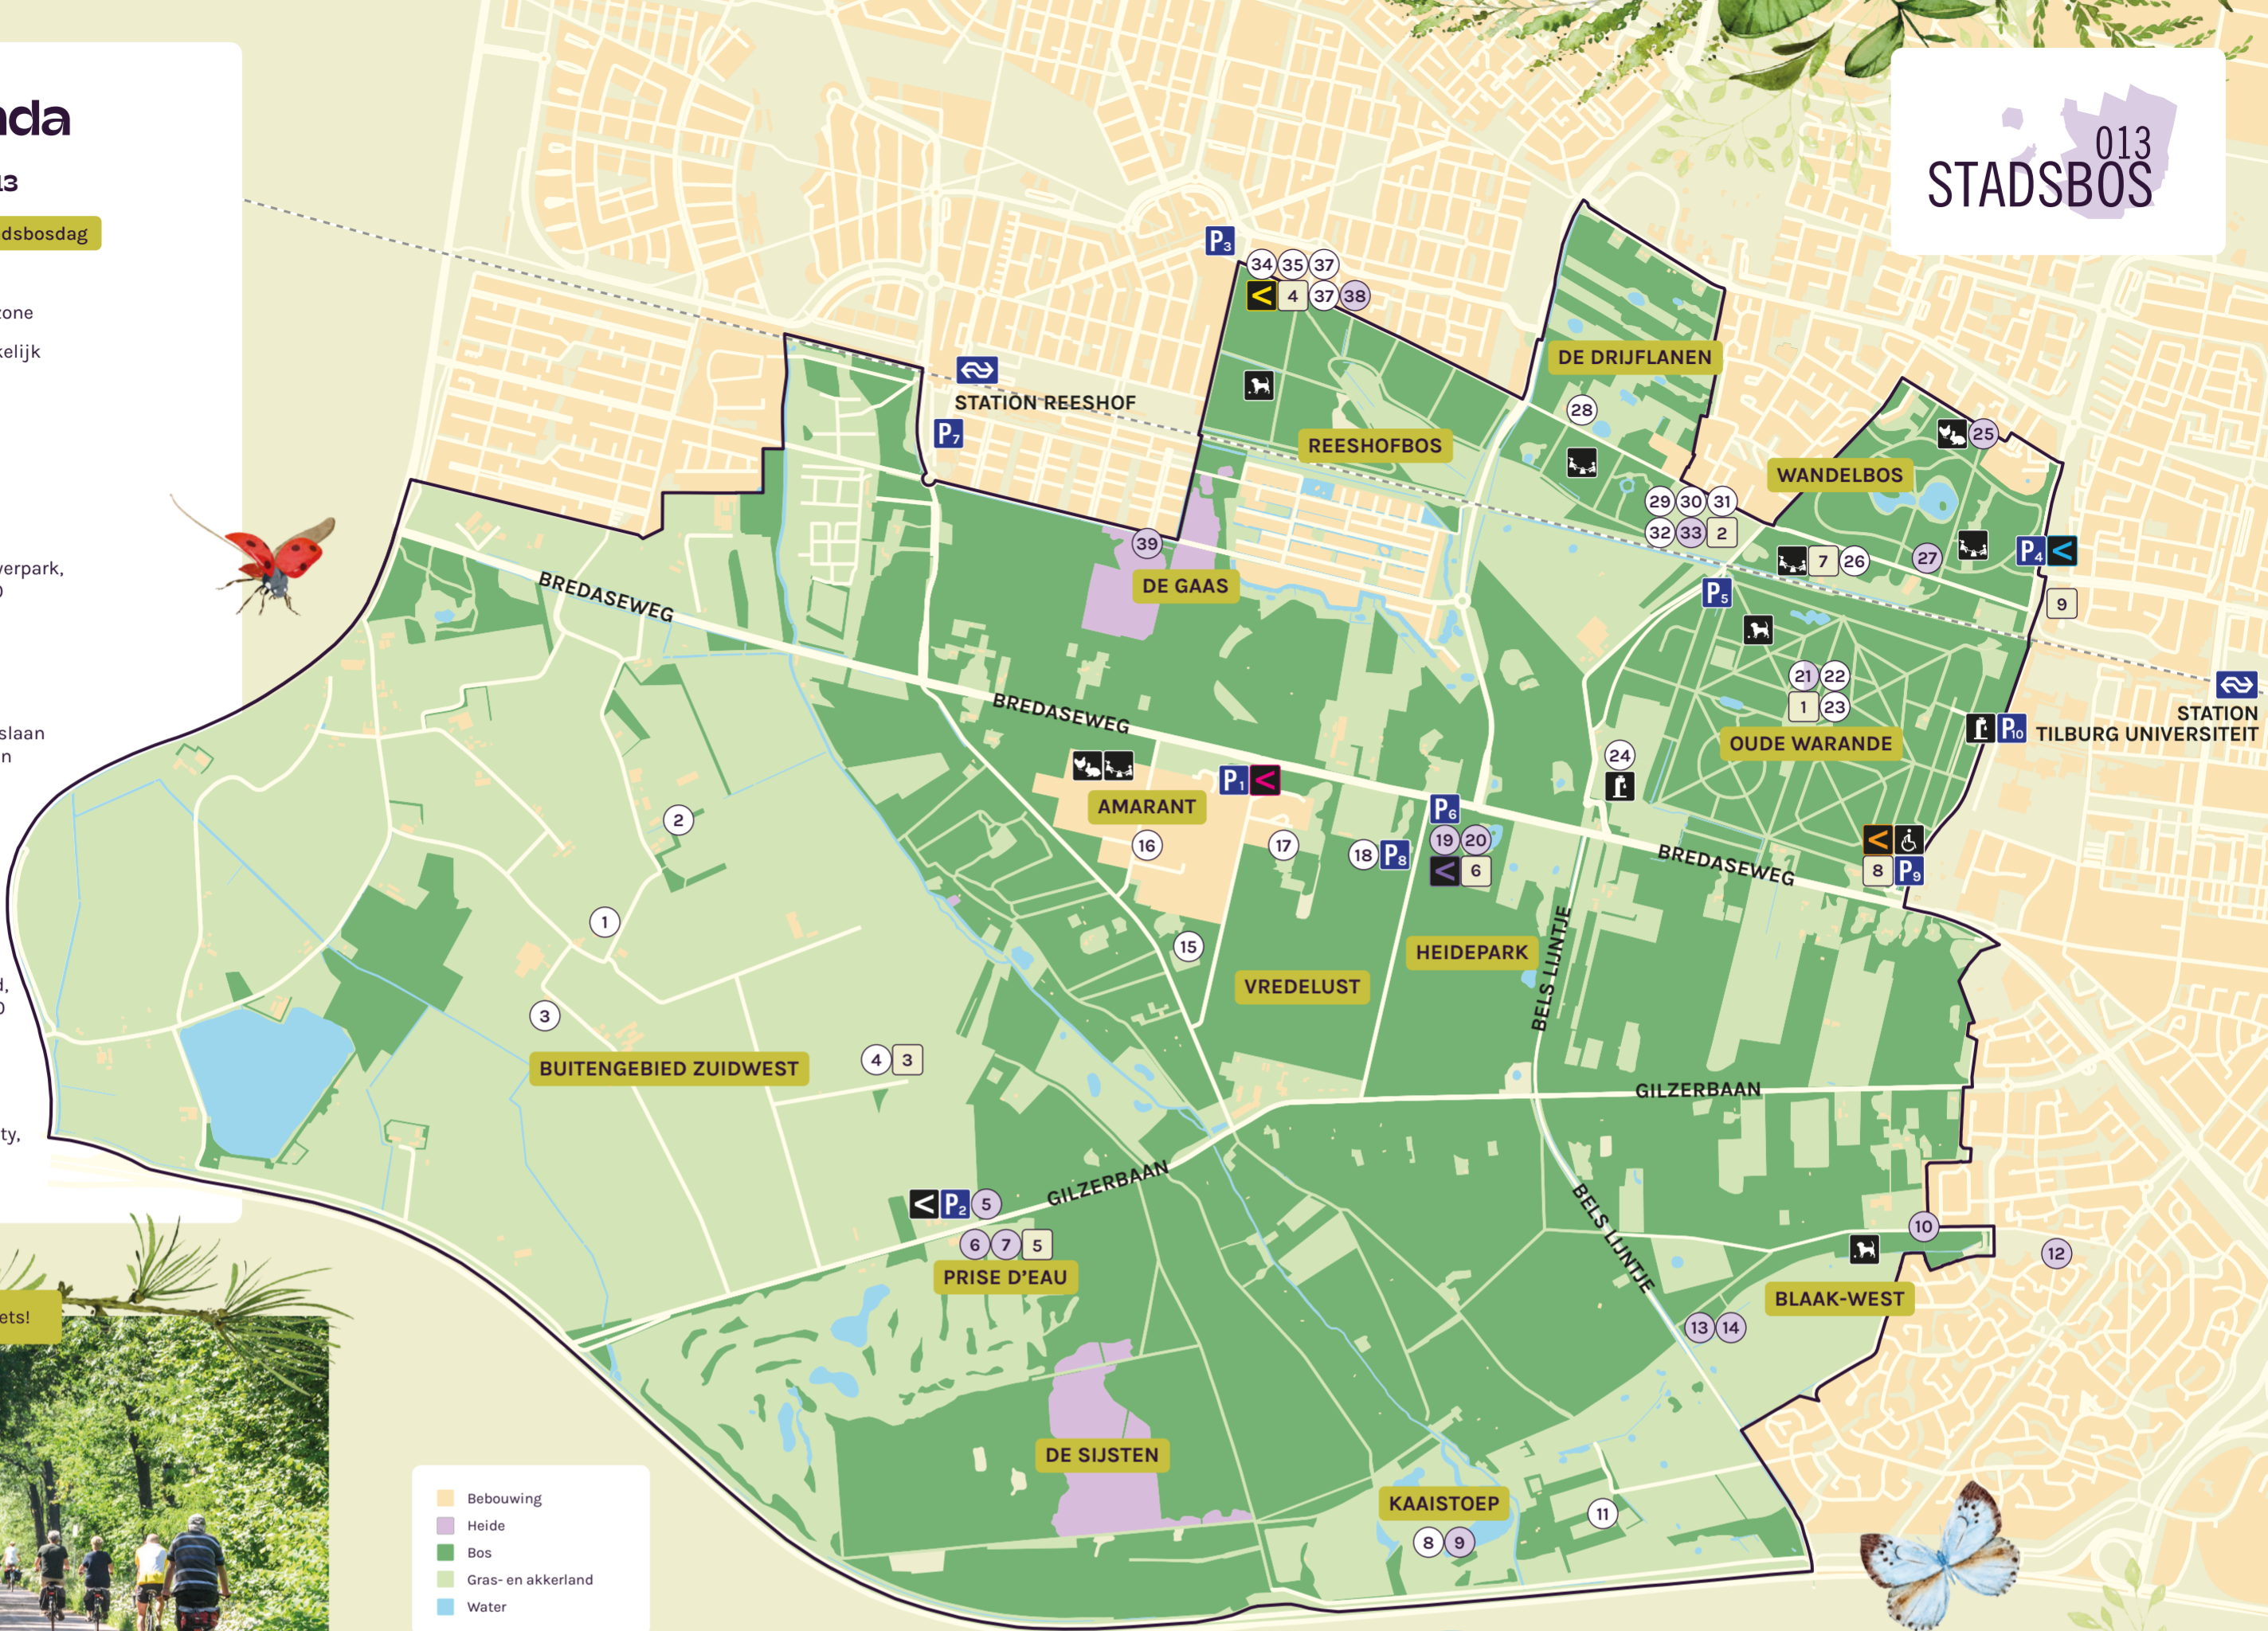 nda
13
dsbosdag
zone
kelijk
verpark,
0
slaan
n
d,
0
ty,
ets!
013
STADSBOS
P3
34 35 37
< 4 37 38
DE DRIJFLANEN
28
STATION REESHOF
P7
REESHOFBOS
WANDELBOS
25
29 30 31
32 33 2
7 26
27
P4 <
9
P5
39
DE GAAS
BREDASEWEG
BREDASEWEG
21 22
1 23
OUDE WARANDE
P10
STATION
TILBURG UNIVERSITEIT
24
AMARANT
P1 <
16
17
18 P8
P6
19 20
< 6
BREDASEWEG
<
8 P9
2
1
3
15
VREDELUST
HEIDEPARK
BELS LIJNTJE
BUITENGEBIED ZUIDWEST
4 3
GILZERBAAN
GILZERBAAN
< P2 5
6 7 5
PRISE D'EAU
BELS LIJNTJE
10
12
BLAAK-WEST
13 14
DE SIJSTEN
KAAISTOEP
8 9
11
Bebouwing
Heide
Bos
Gras- en akkerland
Water